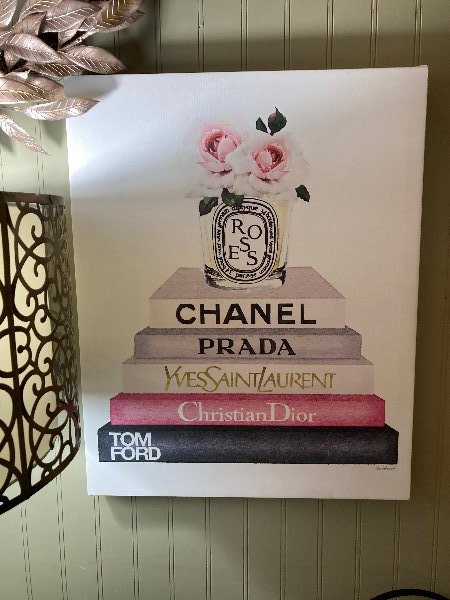 ROSES
CHANEL
PRADA
YVESSAINTLAURENT
ChristianDior
TOM
FORD